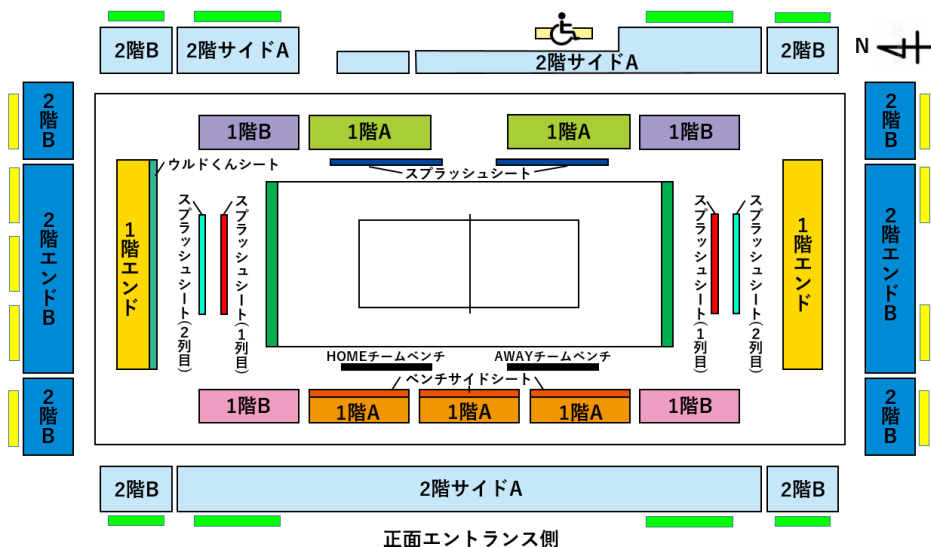 2階B
2階サイドA
2階サイドA
2階B
N
2階B
2階B
1階B
1階A
1階A
1階B
ウルドくんシート
スプラッシュシート
2階エンドB
1階エンド
スプラッシュシート(2列目)
スプラッシュシート(1列目)
スプラッシュシート(1列目)
スプラッシュシート(2列目)
1階エンド
2階エンドB
HOMEチームベンチ
AWAYチームベンチ
ベンチサイドシート
2階B
1階B
1階A
1階A
1階A
1階B
2階B
2階B
2階サイドA
2階B
正面エントランス側